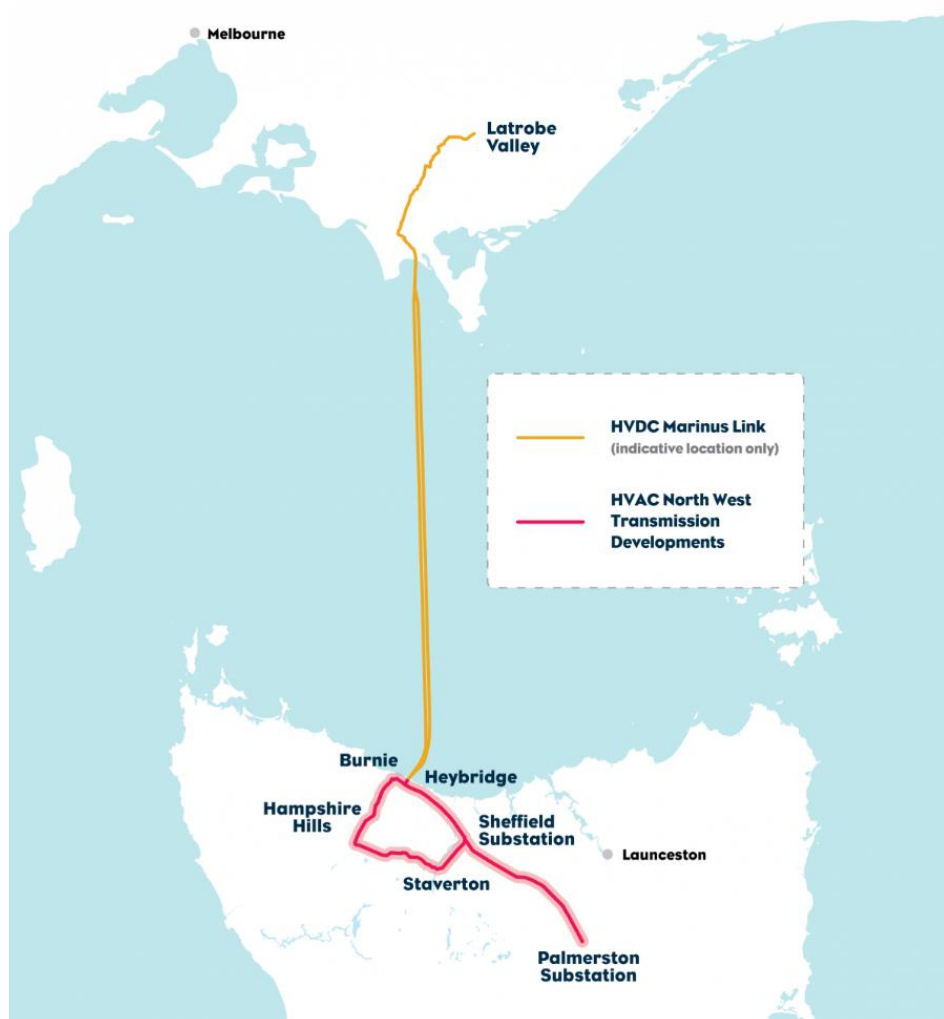 Melbourne
Latrobe
Valley
HVDC Marinus Link
(indicative location only)
HVAC North West
Transmission
Developments
Burnie
Heybridge
Hampshire
Hills
Sheffield
Substation
Launceston
Staverton
Palmerston
Substation